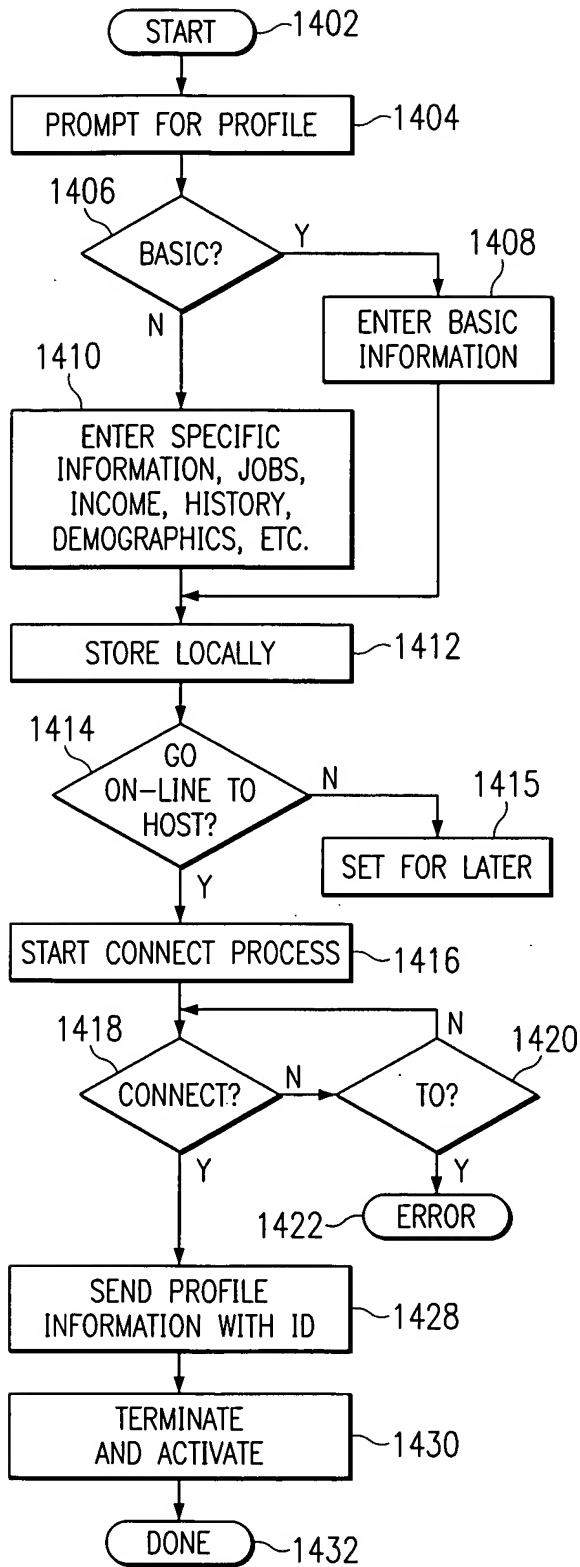 START
1402
PROMPT FOR PROFILE
1404
1406
BASIC?
Y
N
1408
ENTER BASIC
INFORMATION
1410
ENTER SPECIFIC
INFORMATION, JOBS,
INCOME, HISTORY,
DEMOGRAPHICS, ETC.
STORE LOCALLY
1412
1414
GO
ON-LINE TO
HOST?
N
Y
1415
SET FOR LATER
START CONNECT PROCESS
1416
1418
CONNECT?
N
Y
N
1420
TO?
Y
1422
ERROR
SEND PROFILE
INFORMATION WITH ID
1428
TERMINATE
AND ACTIVATE
1430
DONE
1432